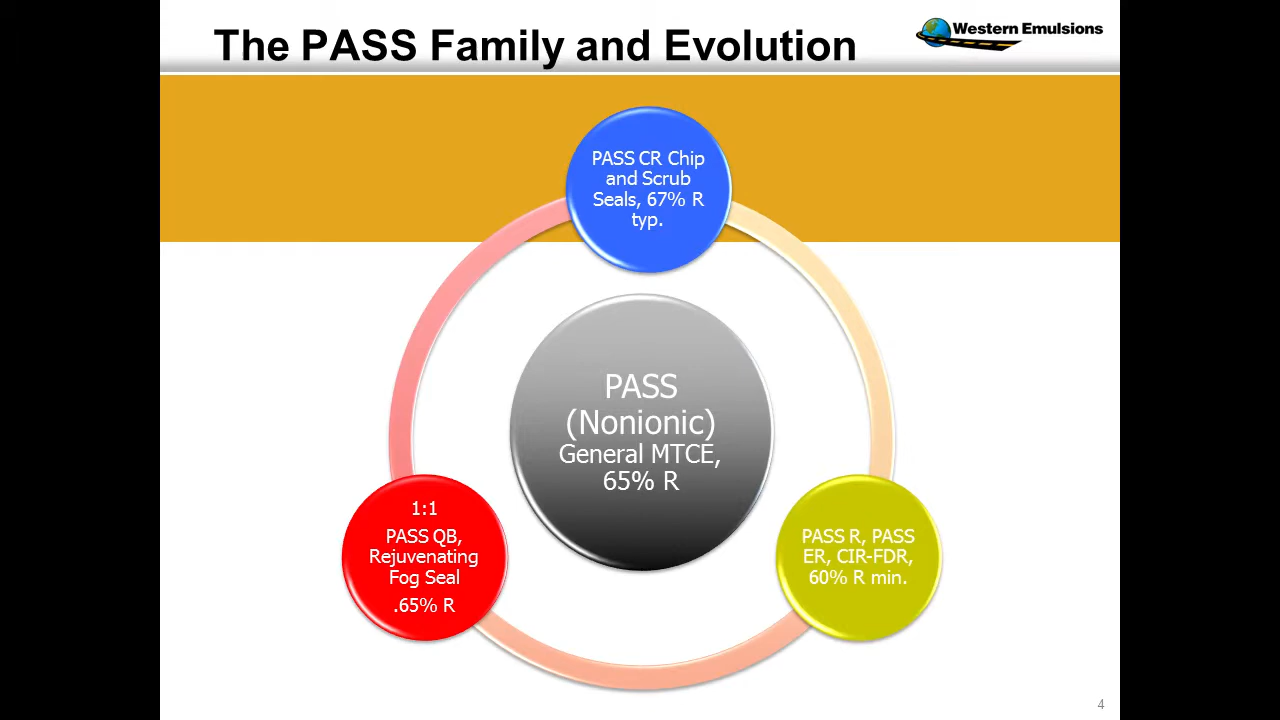 The PASS Family and Evolution
Western Emulsions
PASS CR Chip
and Scrub
Seals, 67% R
typ.
PASS
(Nonionic)
General MTCE,
65% R
1:1
PASS QB,
Rejuvenating
Fog Seal
.65% R
PASS R, PASS
ER, CIR-FDR,
60% R min.
4